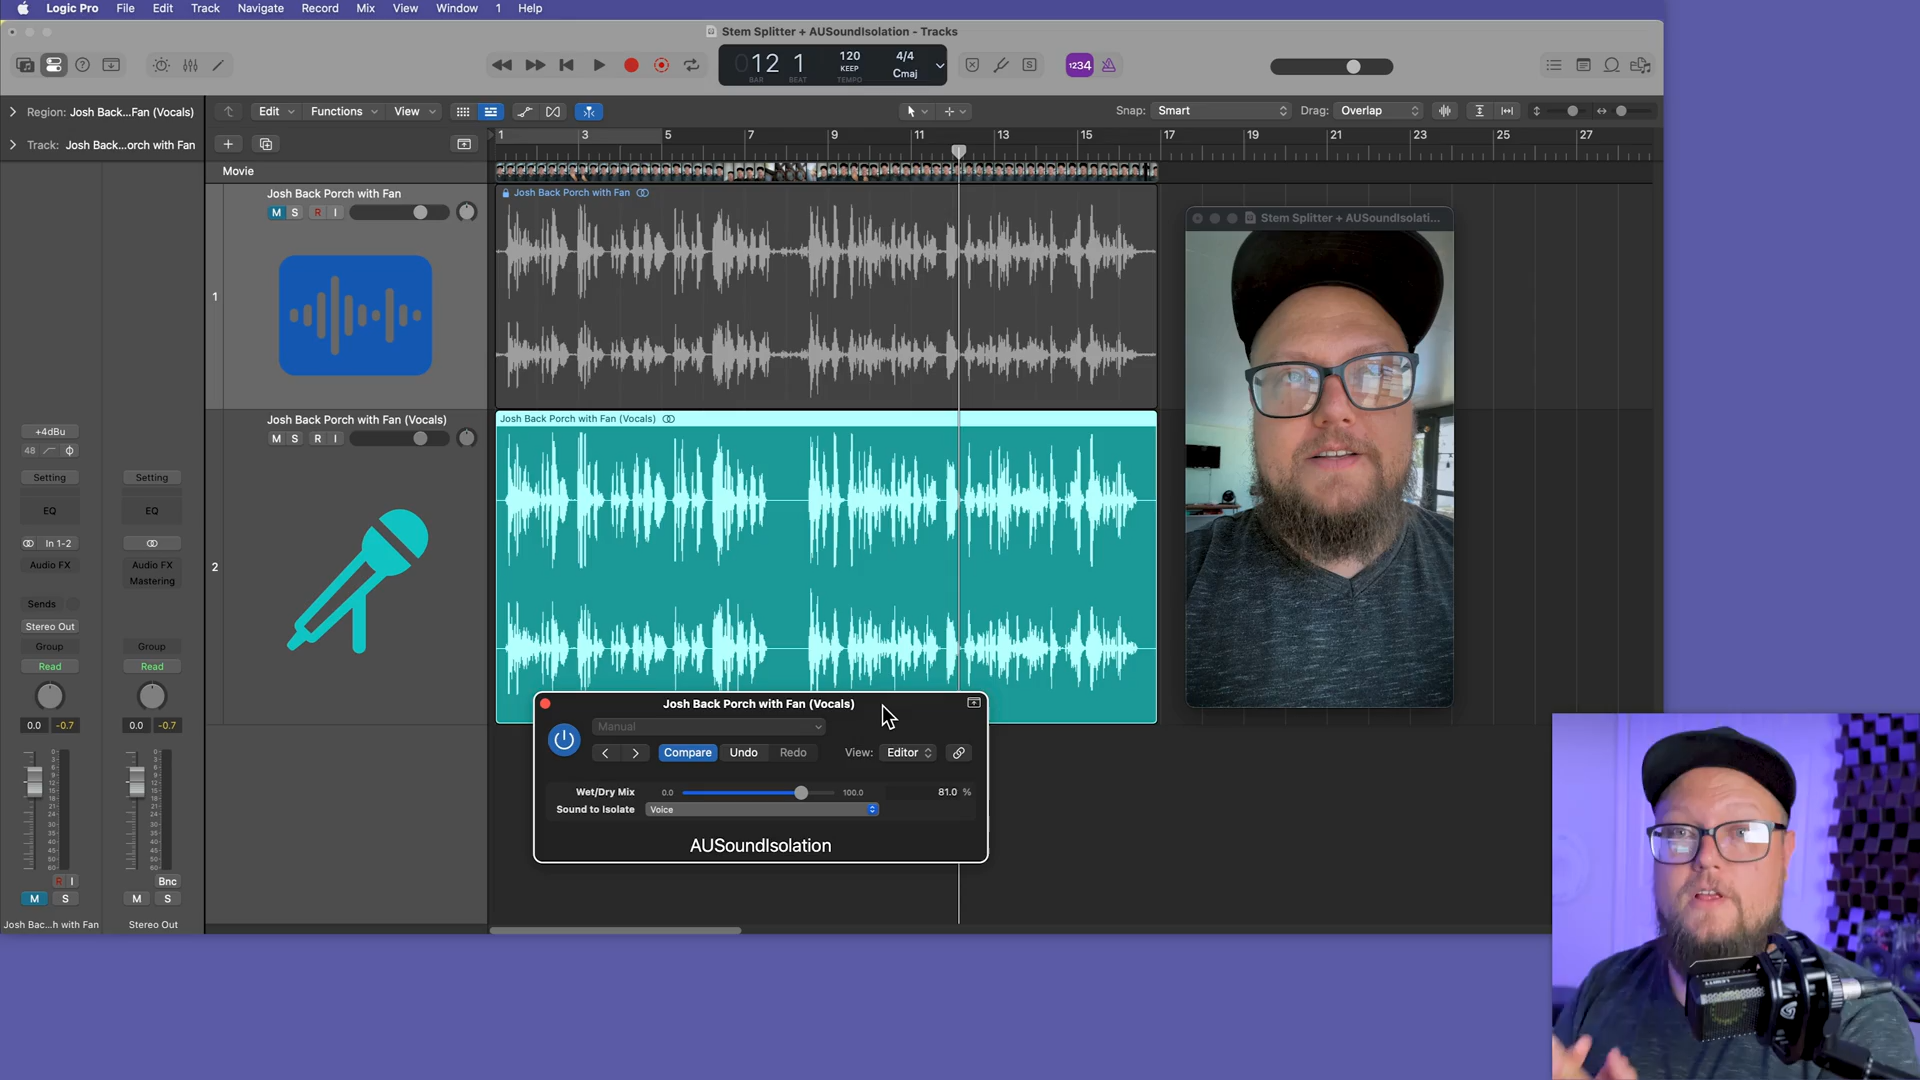 Logic Pro File Edit Track Navigate Record Mix View Window 1 Help
Stem Splitter + AUSoundIsolation - Tracks
012 1
BAR BEAT
120
KEEP
TEMPO
4/4
Cmaj
1234
Region: Josh Back...Fan (Vocals)
Edit Functions View
Snap: Smart
Drag: Overlap
Track: Josh Back...orch with Fan
1 3 5 7 9 11 13 15 17 19 21 23 25 27
Movie
Josh Back Porch with Fan
M S R I
1
Josh Back Porch with Fan
Stem Splitter + AUSoundIsolati...
Josh Back Porch with Fan (Vocals)
M S R I
2
Josh Back Porch with Fan (Vocals)
+4dBu
48
Setting Setting
EQ EQ
In 1-2
Audio FX Audio FX
Mastering
Sends
Stereo Out
Group Group
Read Read
0.0 -0.7 0.0 -0.7
R I Bnc
M S M S
Josh Bac...h with Fan Stereo Out
Josh Back Porch with Fan (Vocals)
Manual
Compare Undo Redo View: Editor
Wet/Dry Mix 0.0 100.0 81.0 %
Sound to Isolate Voice
AUSoundIsolation